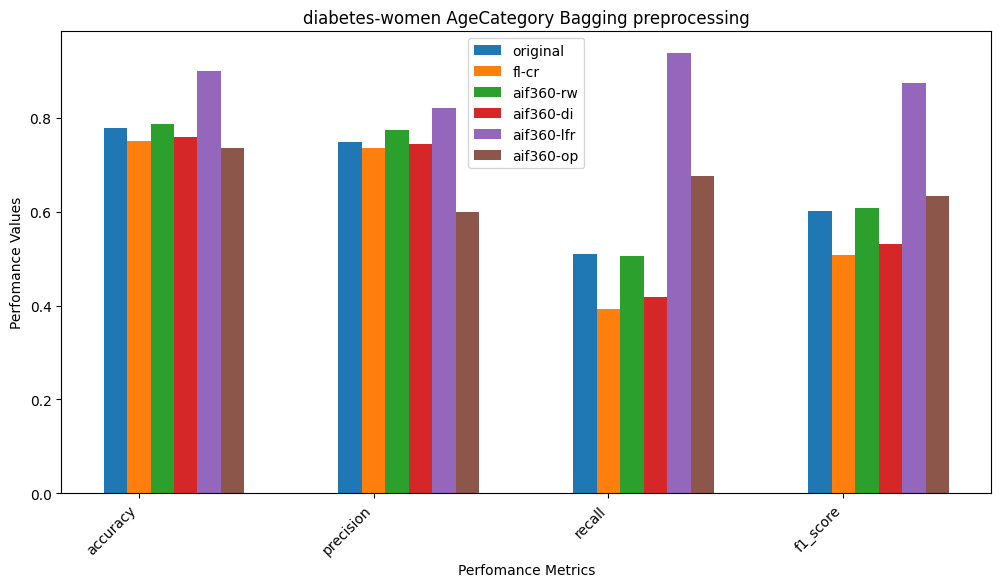 diabetes-women AgeCategory Bagging preprocessing
original
fl-cr
aif360-rw
aif360-di
aif360-lfr
aif360-op
Perfomance Values
0.8
0.6
0.4
0.2
0.0
accuracy
precision
recall
f1_score
Perfomance Metrics